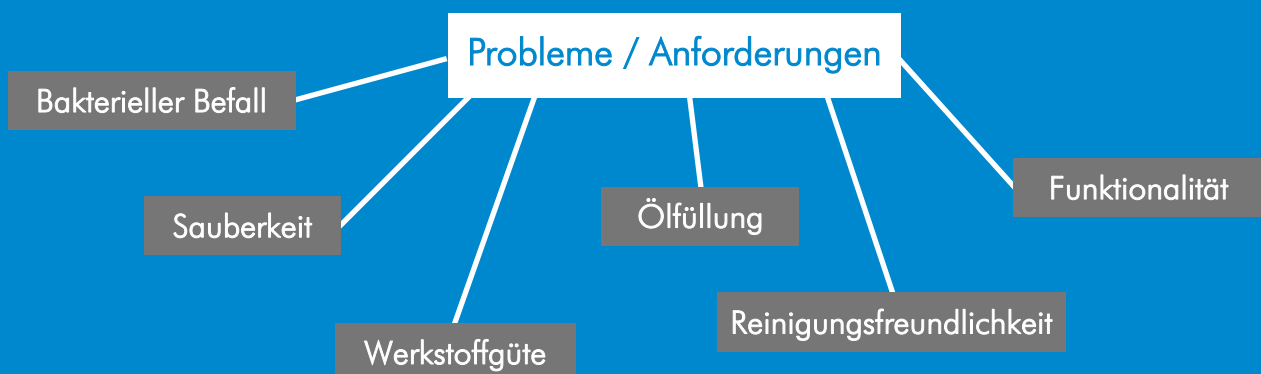 Probleme / Anforderungen
Bakterieller Befall
Funktionalität
Sauberkeit
Ölfüllung
Reinigungsfreundlichkeit
Werkstoffgüte